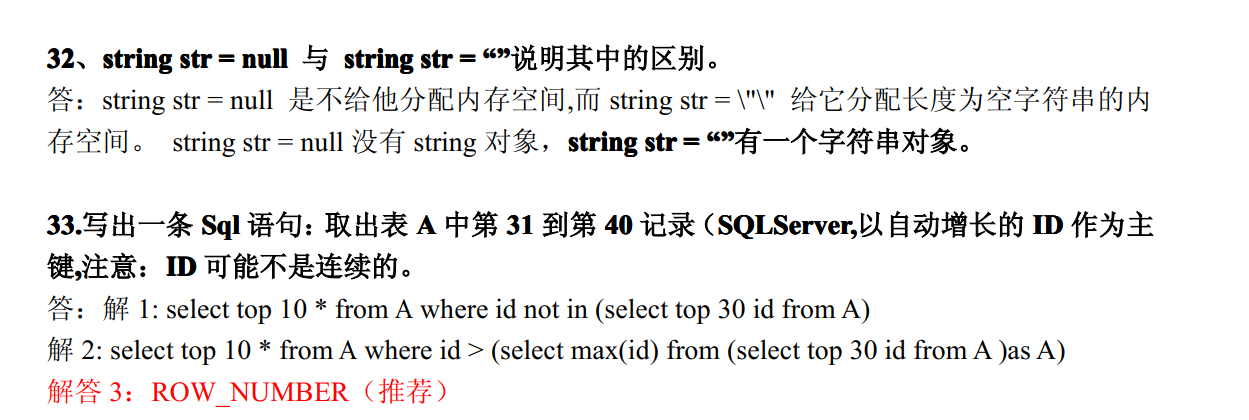 32、string str = null 与 string str = “”说明其中的区别。
答：string str = null 是不给他分配内存空间,而 string str = \"\" 给它分配长度为空字符串的内
存空间。 string str = null 没有 string 对象，string str = “”有一个字符串对象。
33.写出一条 Sql 语句：取出表 A 中第 31 到第 40 记录（SQLServer,以自动增长的 ID 作为主
键,注意：ID 可能不是连续的。
答：解 1: select top 10 * from A where id not in (select top 30 id from A)
解 2: select top 10 * from A where id > (select max(id) from (select top 30 id from A )as A)
解答 3：ROW_NUMBER（推荐）